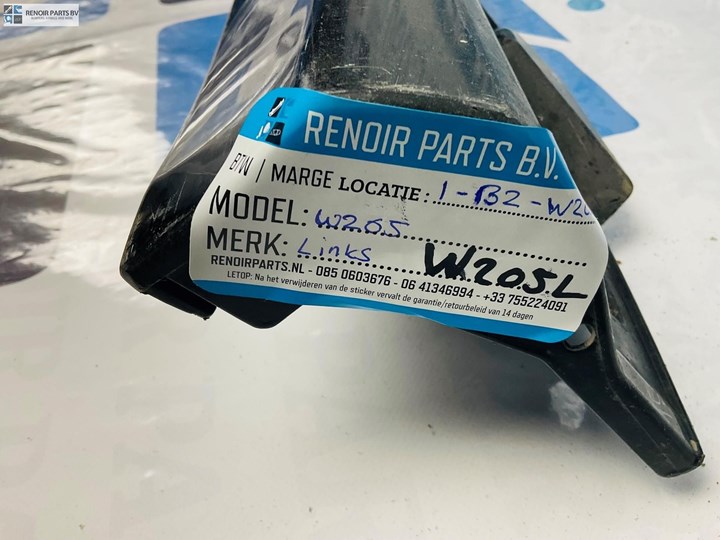 RENOIR PARTS BV
RENOIR PARTS B.V.
BTW / MARGE LOCATIE: 1-B2-W20
MODEL: W205
MERK: Links
W205L
RENOIRPARTS.NL - 085 0603676 - 06 41346994 - +33 755224091
LETOP: Na het verwijderen van de sticker vervalt de garantie/retourbeleid van 14 dagen